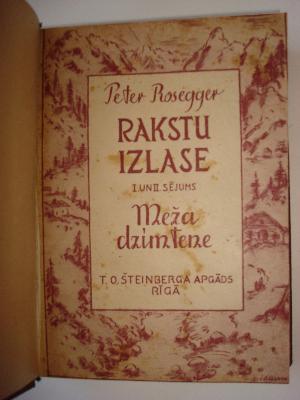 Peter Rosegger
RAKSTU
IZLASE
I. UN II. SĒJUMS
Meža
dzimtene
T. O. ŠTEINBERGA APGĀDS
RĪGĀ